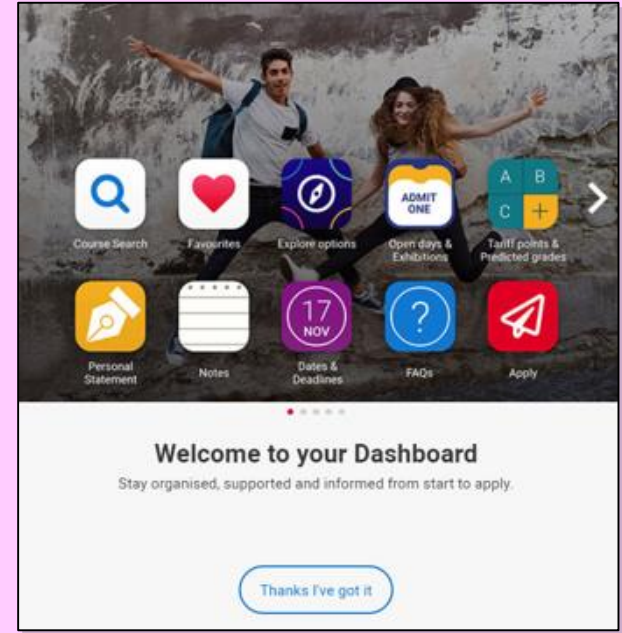 Course Search
Favourites
Explore options
ADMIT
ONE
Open days &
Exhibitions
A B
C +
Tariff points &
Predicted grades
Personal
Statement
Notes
17
NOV
Dates &
Deadlines
?
FAQs
Apply
Welcome to your Dashboard
Stay organised, supported and informed from start to apply.
Thanks I've got it